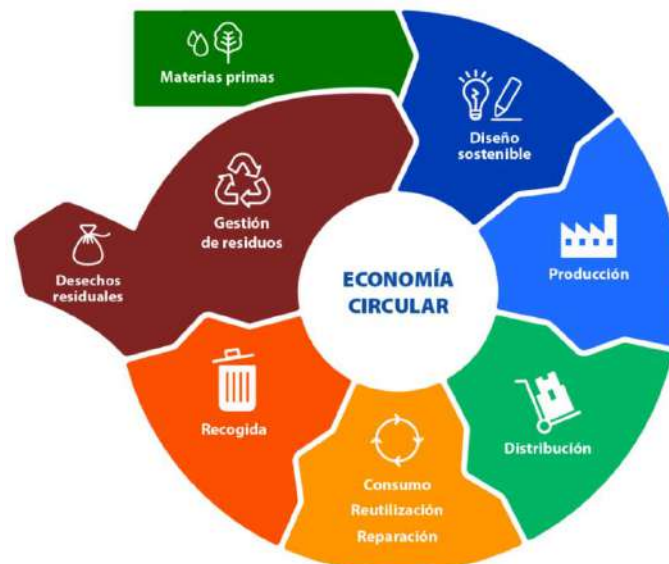 Materias primas
Diseño
sostenible
Producción
Distribución
Consumo
Reutilización
Reparación
Recogida
Gestión
de residuos
Desechos
residuales
ECONOMÍA
CIRCULAR